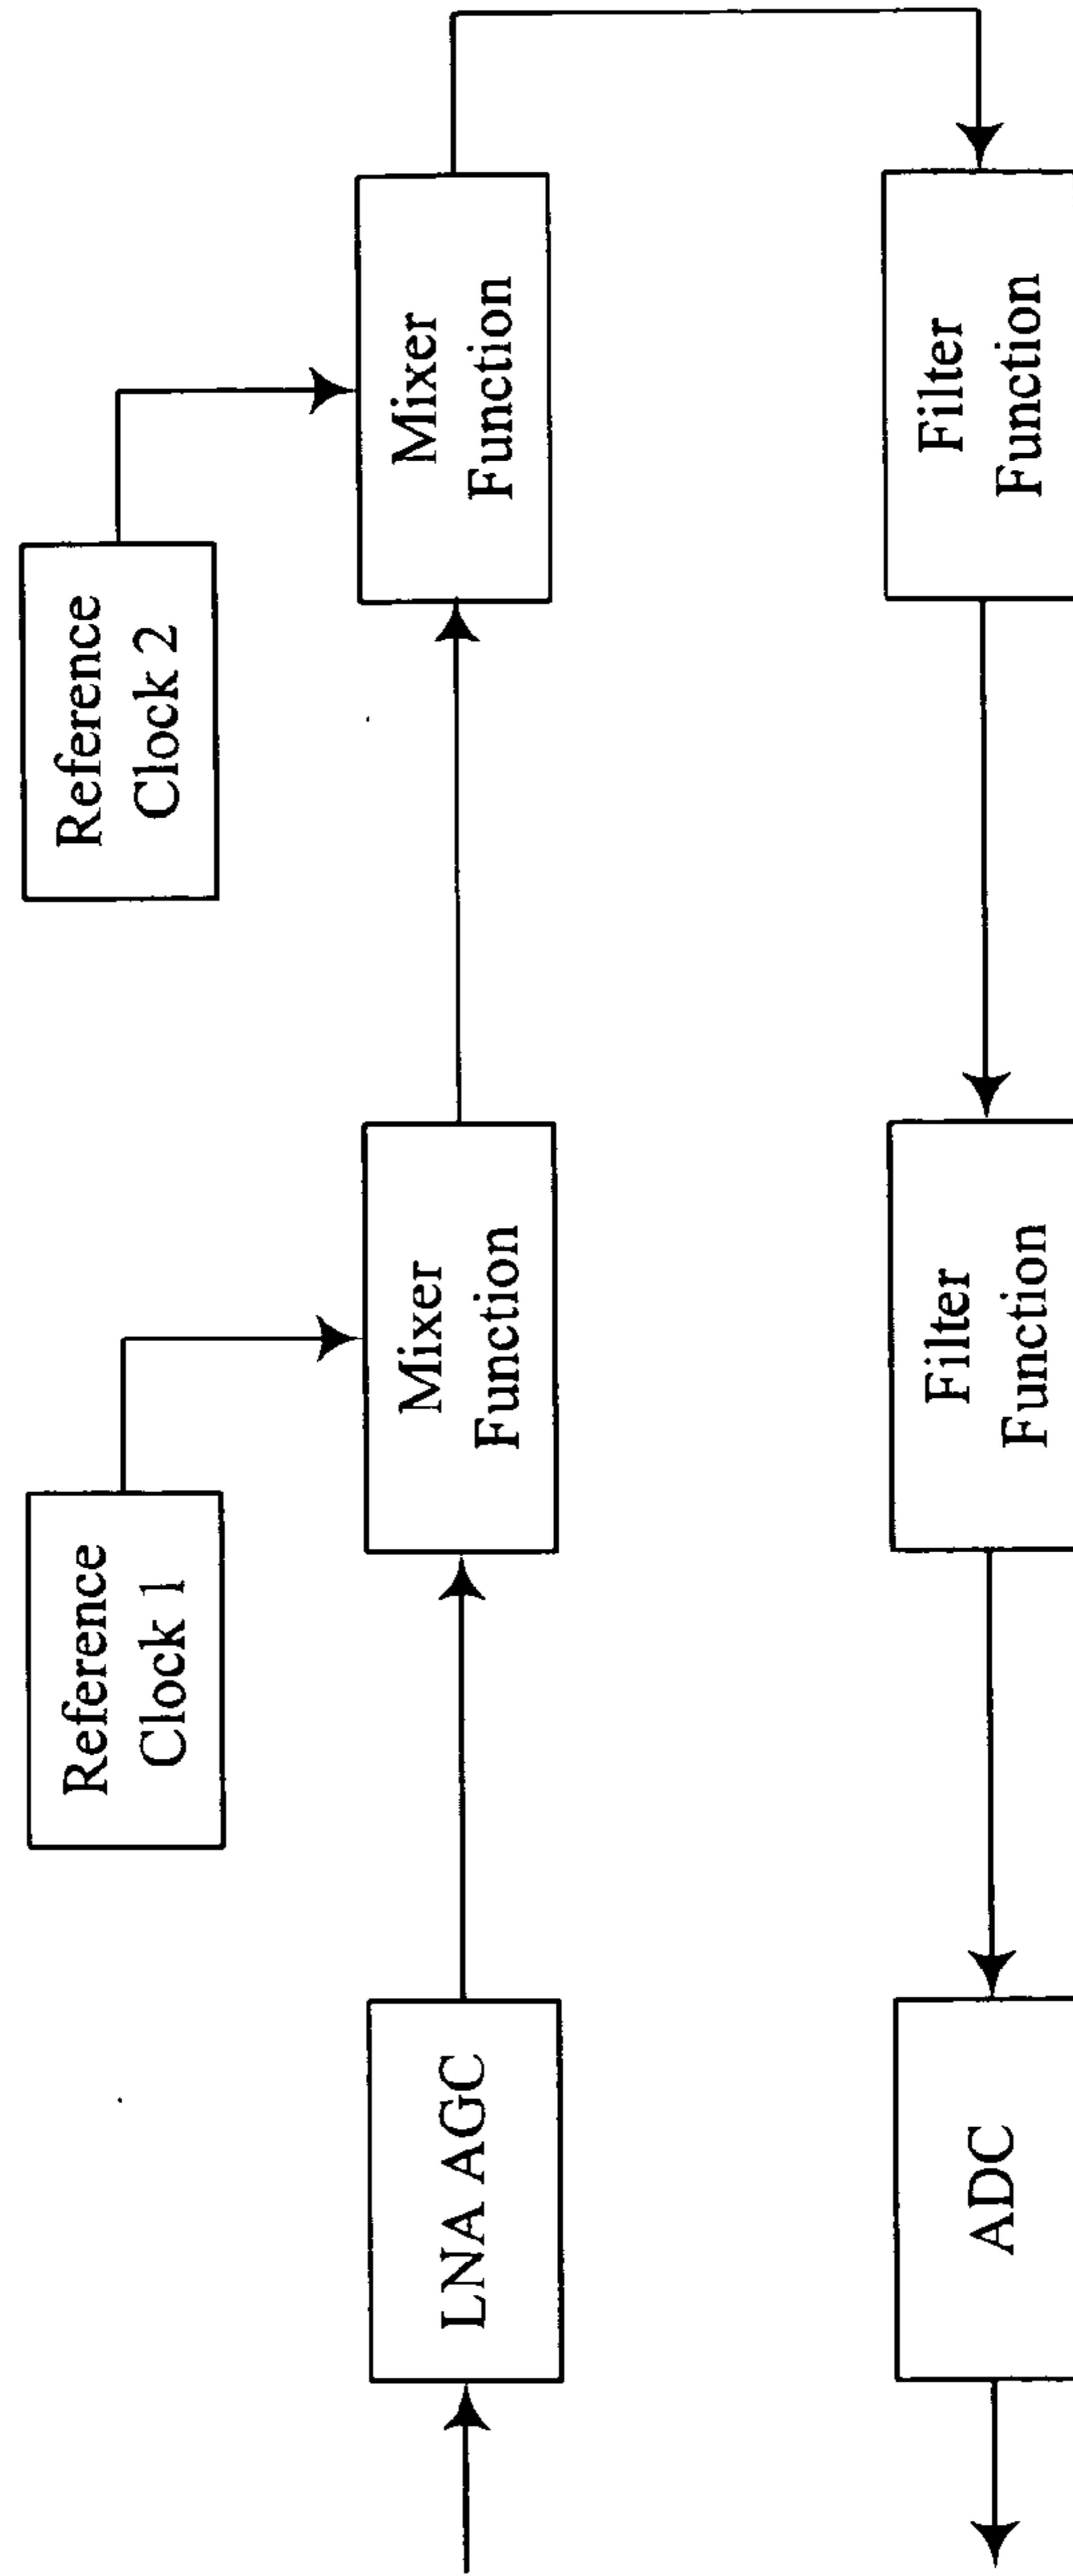 Reference
Clock 1
Reference
Clock 2
LNA AGC
Mixer
Function
Mixer
Function
ADC
Filter
Function
Filter
Function